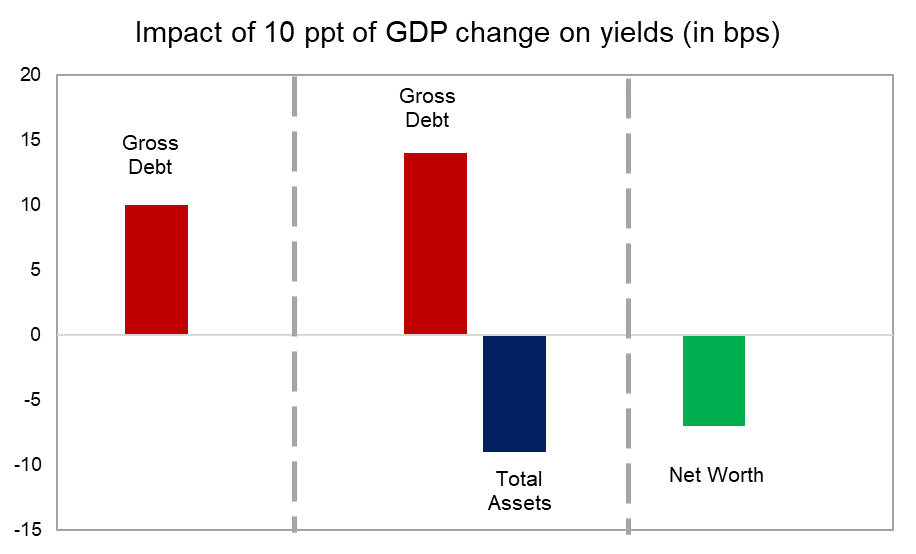 Impact of 10 ppt of GDP change on yields (in bps)
20
15
10
5
0
-5
-10
-15
Gross
Debt
Gross
Debt
Total
Assets
Net Worth